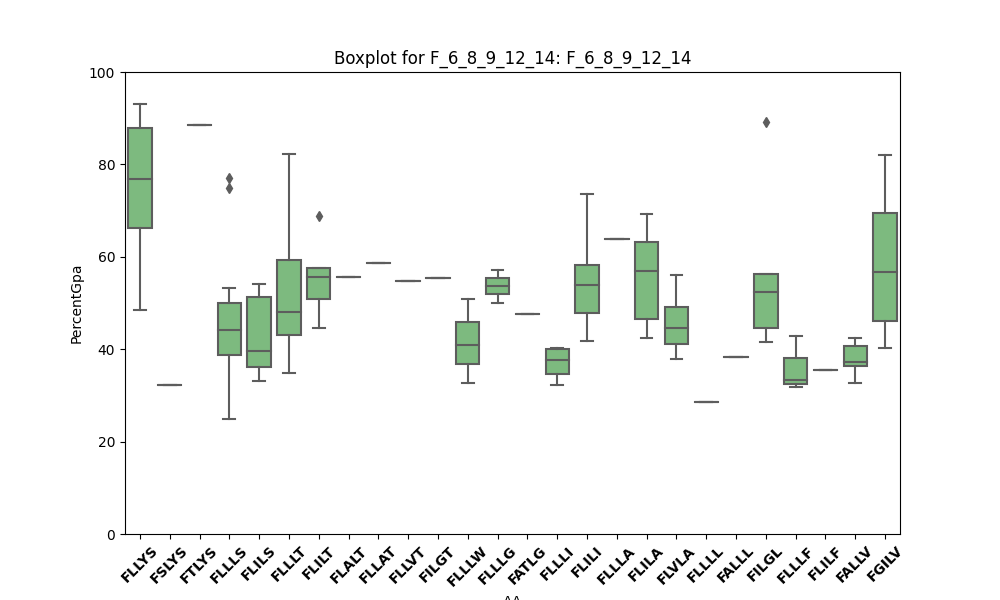 Boxplot for F_6_8_9_12_14: F_6_8_9_12_14
100
80
60
40
20
0
PercentGpa
FLLYS FSLYS FTLYS FLLLS FLILS FLLLT FLILT FLALT FLLAT FLLVT FILGT FLLLW FLLLG FATLG FLLLI FLILI FLLLA FLILA FLVLA FLLLL FALLL FILGL FLLLF FLILF FALLV FGILV
AA